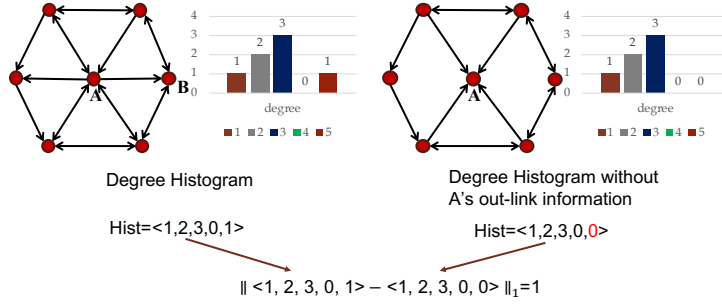 4
3
2
1
0
1
2
3
0
1
degree
1 2 3 4 5
A
B
4
3
2
1
0
1
2
3
0
0
degree
1 2 3 4 5
A
Degree Histogram
Degree Histogram without
A's out-link information
Hist=<1,2,3,0,1>
Hist=<1,2,3,0,0>
‖ <1, 2, 3, 0, 1> – <1, 2, 3, 0, 0> ‖₁=1